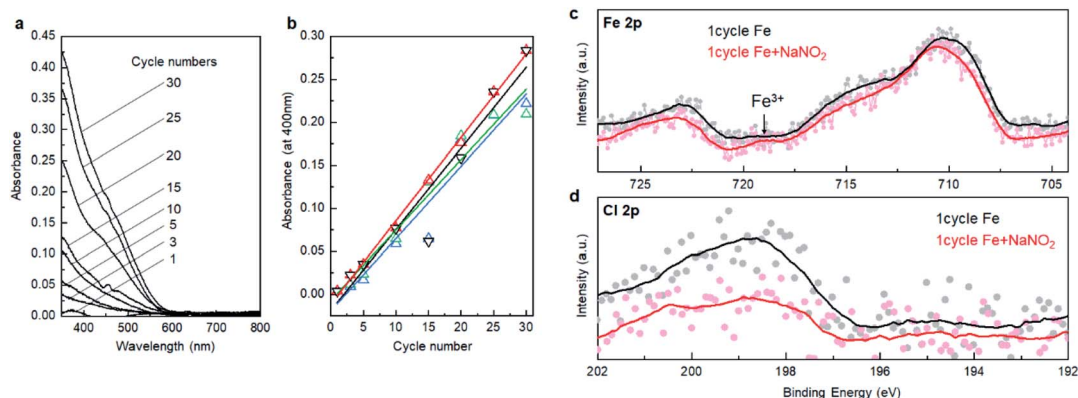 a
Cycle numbers
30
25
20
15
10
5
3
1
Absorbance
0.45
0.40
0.35
0.30
0.25
0.20
0.15
0.10
0.05
0.00
400 500 600 700 800
Wavelength (nm)
b
Absorbance (at 400nm)
0.30
0.25
0.20
0.15
0.10
0.05
0.00
0 5 10 15 20 25 30
Cycle number
c
Fe 2p
1cycle Fe
1cycle Fe+NaNO₂
Fe³⁺
Intensity (a.u.)
725 720 715 710 705
d
Cl 2p
1cycle Fe
1cycle Fe+NaNO₂
Intensity (a.u.)
202 200 198 196 194 192
Binding Energy (eV)